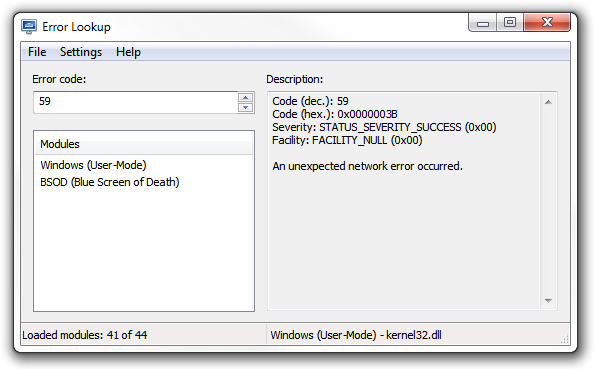 Error Lookup
File Settings Help
Error code:
59
Modules
Windows (User-Mode)
BSOD (Blue Screen of Death)
Description:
Code (dec.): 59
Code (hex.): 0x0000003B
Severity: STATUS_SEVERITY_SUCCESS (0x00)
Facility: FACILITY_NULL (0x00)
An unexpected network error occurred.
Loaded modules: 41 of 44
Windows (User-Mode) - kernel32.dll